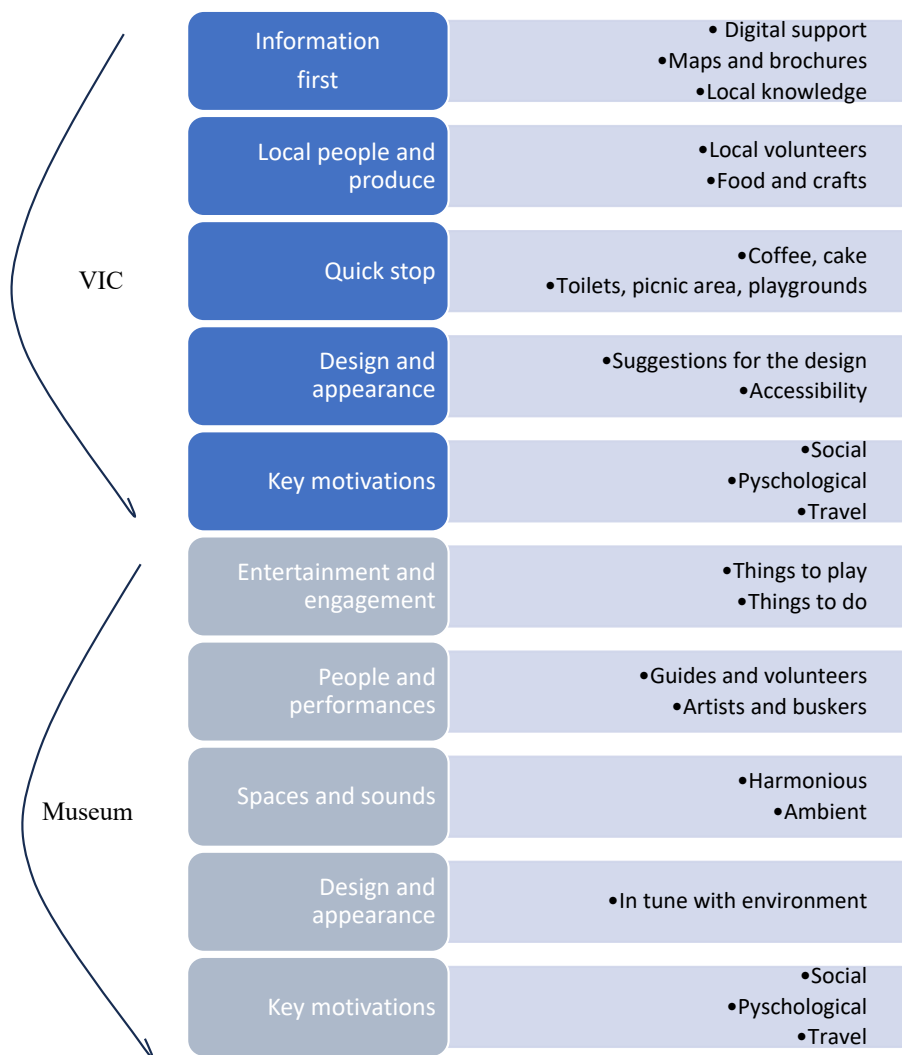 Information
first
• Digital support
•Maps and brochures
•Local knowledge
Local people and
produce
•Local volunteers
•Food and crafts
VIC
Quick stop
•Coffee, cake
•Toilets, picnic area, playgrounds
Design and
appearance
•Suggestions for the design
•Accessibility
Key motivations
•Social
•Pyschological
•Travel
Entertainment and
engagement
•Things to play
•Things to do
People and
performances
•Guides and volunteers
•Artists and buskers
Museum
Spaces and sounds
•Harmonious
•Ambient
Design and
appearance
•In tune with environment
Key motivations
•Social
•Pyschological
•Travel